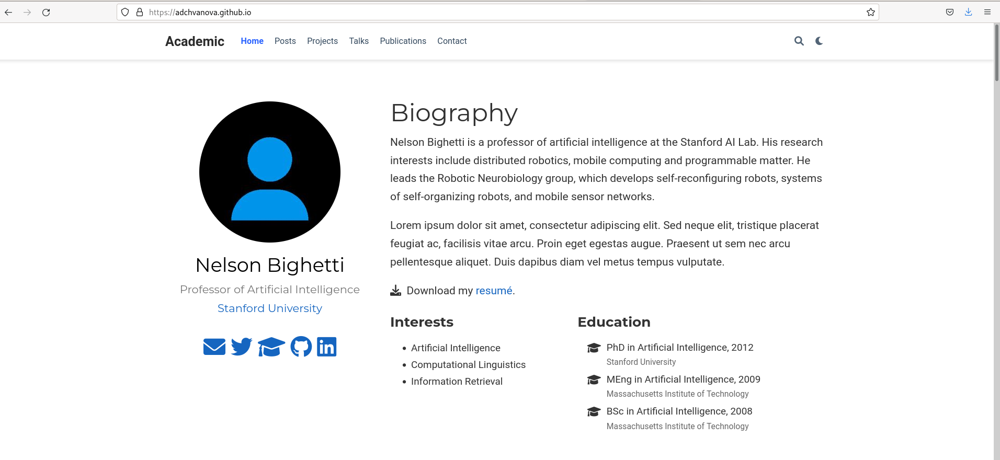 https://adchvanova.github.io
Academic Home Posts Projects Talks Publications Contact
Nelson Bighetti
Professor of Artificial Intelligence
Stanford University
Biography
Nelson Bighetti is a professor of artificial intelligence at the Stanford AI Lab. His research
interests include distributed robotics, mobile computing and programmable matter. He
leads the Robotic Neurobiology group, which develops self-reconfiguring robots, systems
of self-organizing robots, and mobile sensor networks.
Lorem ipsum dolor sit amet, consectetur adipiscing elit. Sed neque elit, tristique placerat
feugiat ac, facilisis vitae arcu. Proin eget egestas augue. Praesent ut sem nec arcu
pellentesque aliquet. Duis dapibus diam vel metus tempus vulputate.
Download my resumé.
Interests
Artificial Intelligence
Computational Linguistics
Information Retrieval
Education
PhD in Artificial Intelligence, 2012
Stanford University
MEng in Artificial Intelligence, 2009
Massachusetts Institute of Technology
BSc in Artificial Intelligence, 2008
Massachusetts Institute of Technology